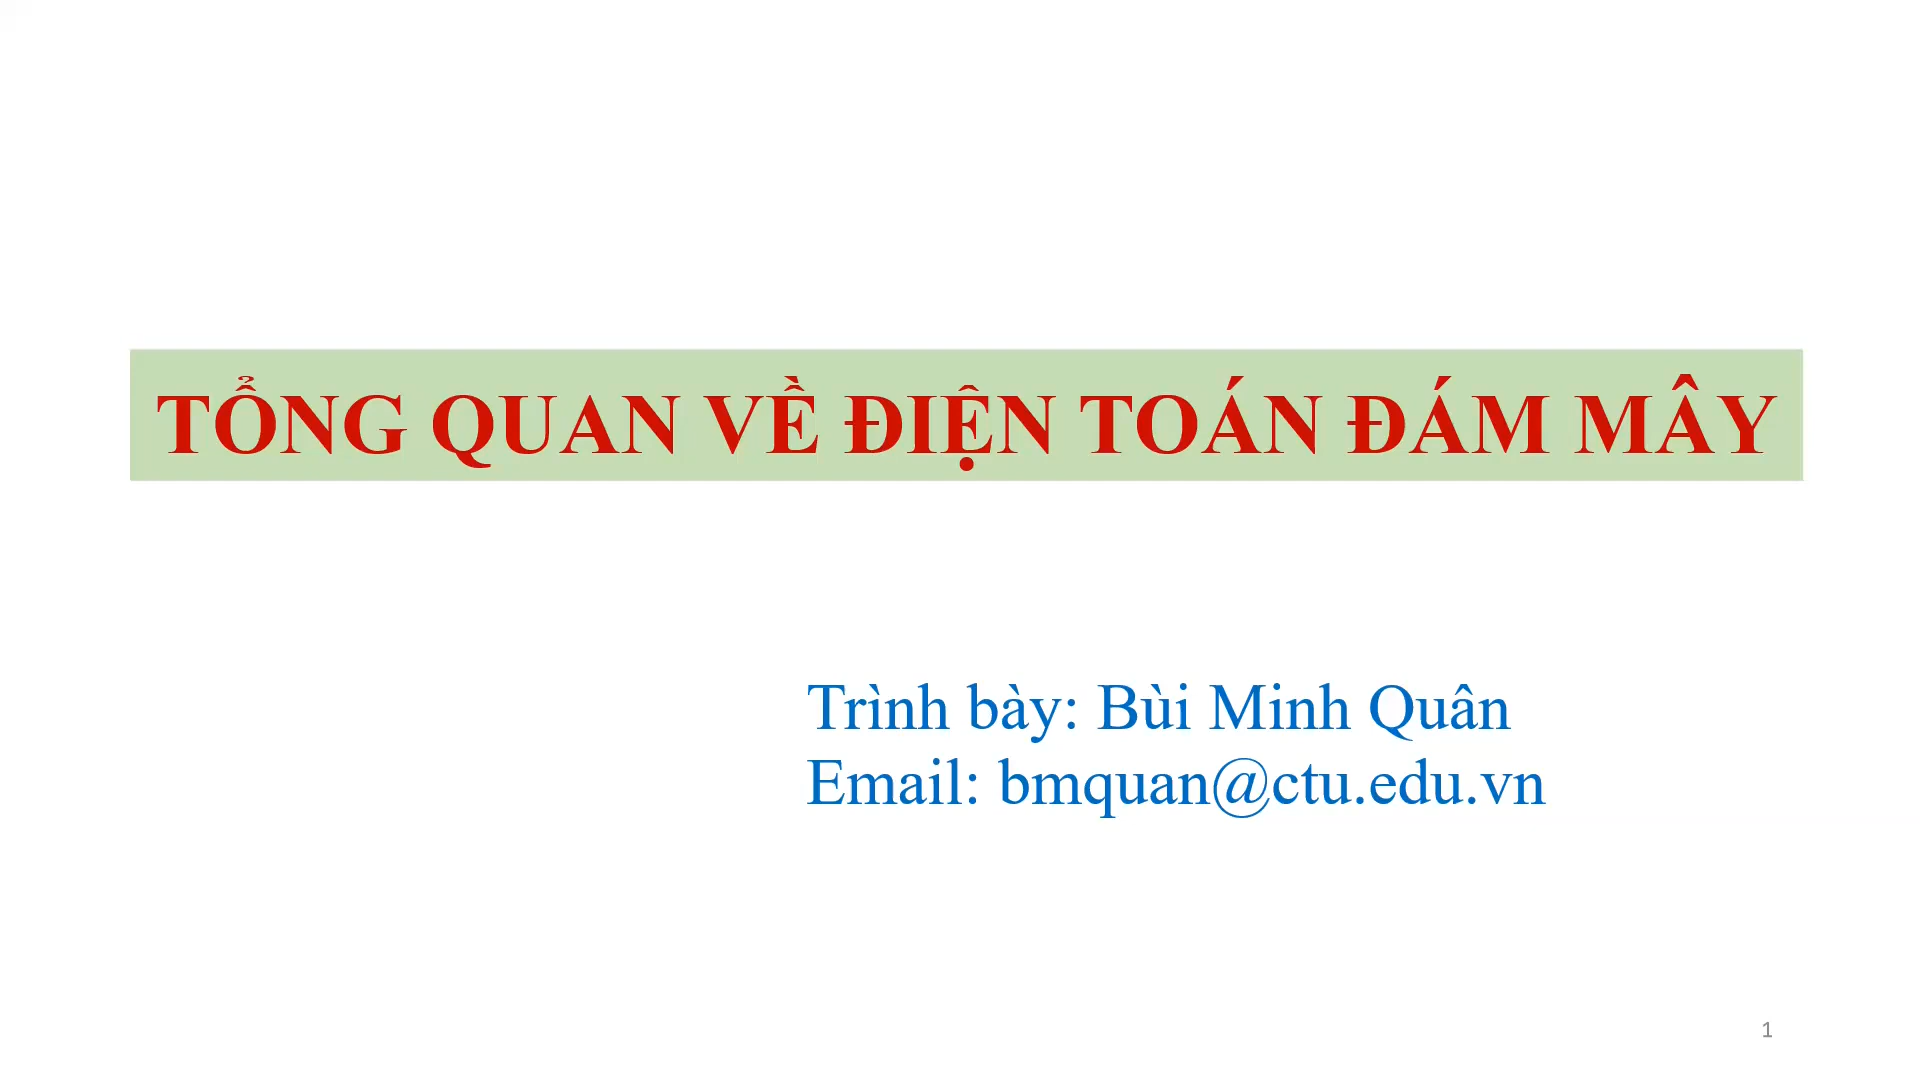 TỔNG QUAN VỀ ĐIỆN TOÁN ĐÁM MÂY
Trình bày: Bùi Minh Quân
Email: bmquan@ctu.edu.vn
1